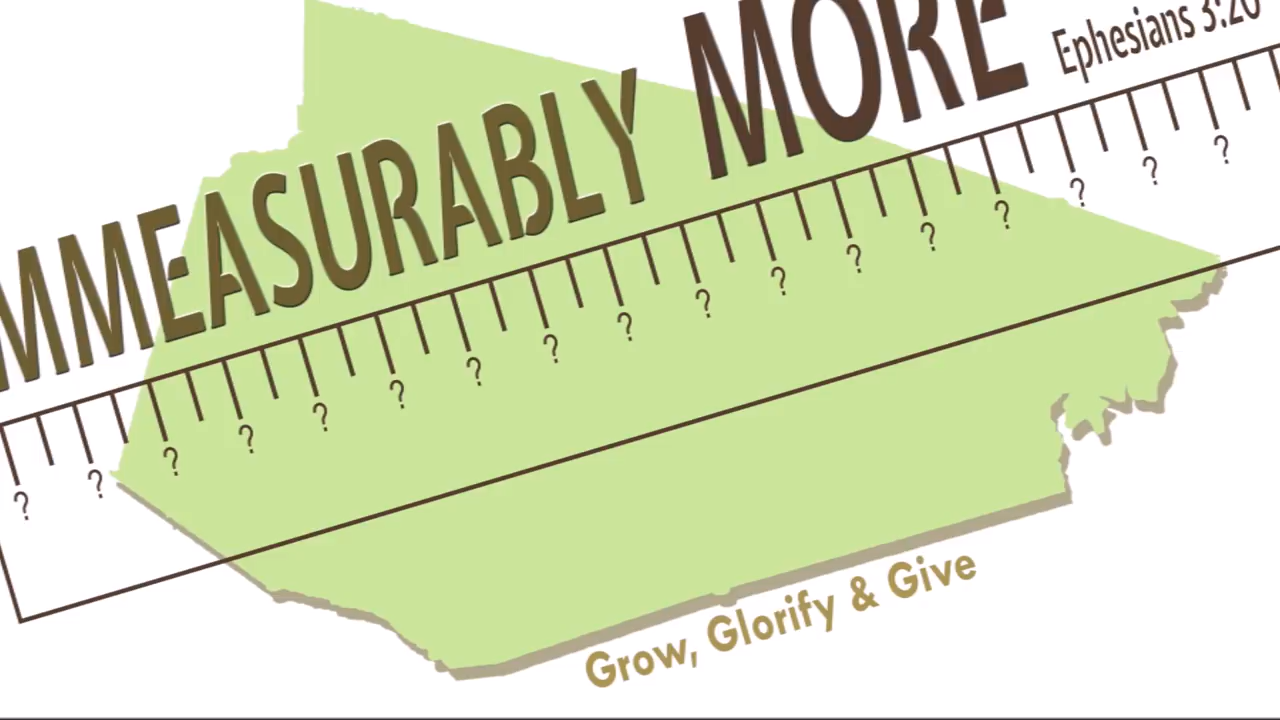 MMEASURABLY MORE
Ephesians 3:20
? ? ? ? ? ? ? ? ? ? ? ? ? ? ? ? ?
Grow, Glorify & Give